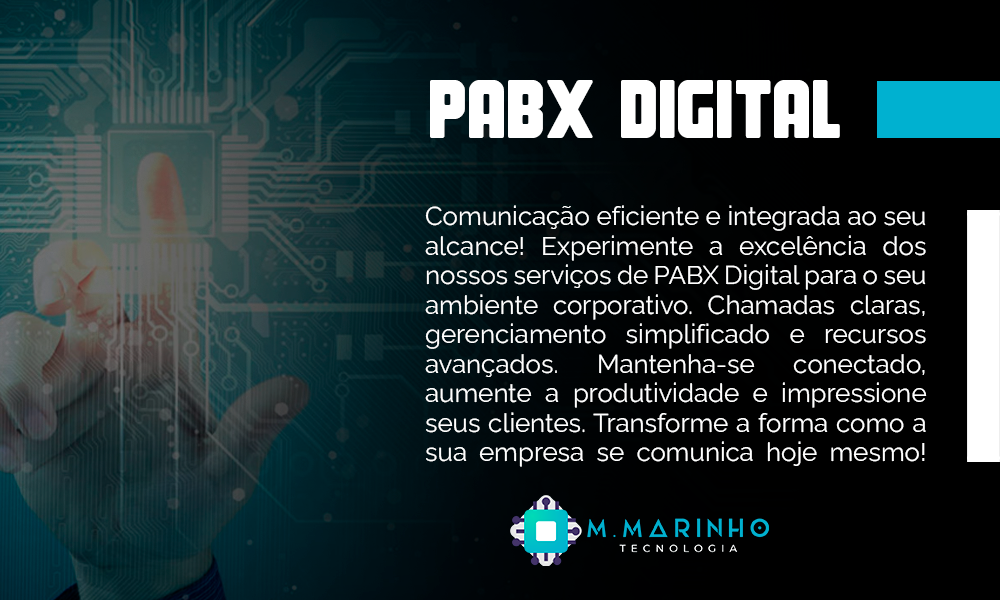 PABX DIGITAL
Comunicação eficiente e integrada ao seu
alcance! Experimente a excelência dos
nossos serviços de PABX Digital para o seu
ambiente corporativo. Chamadas claras,
gerenciamento simplificado e recursos
avançados. Mantenha-se conectado,
aumente a produtividade e impressione
seus clientes. Transforme a forma como a
sua empresa se comunica hoje mesmo!
M.MARINHO
TECNOLOGIA